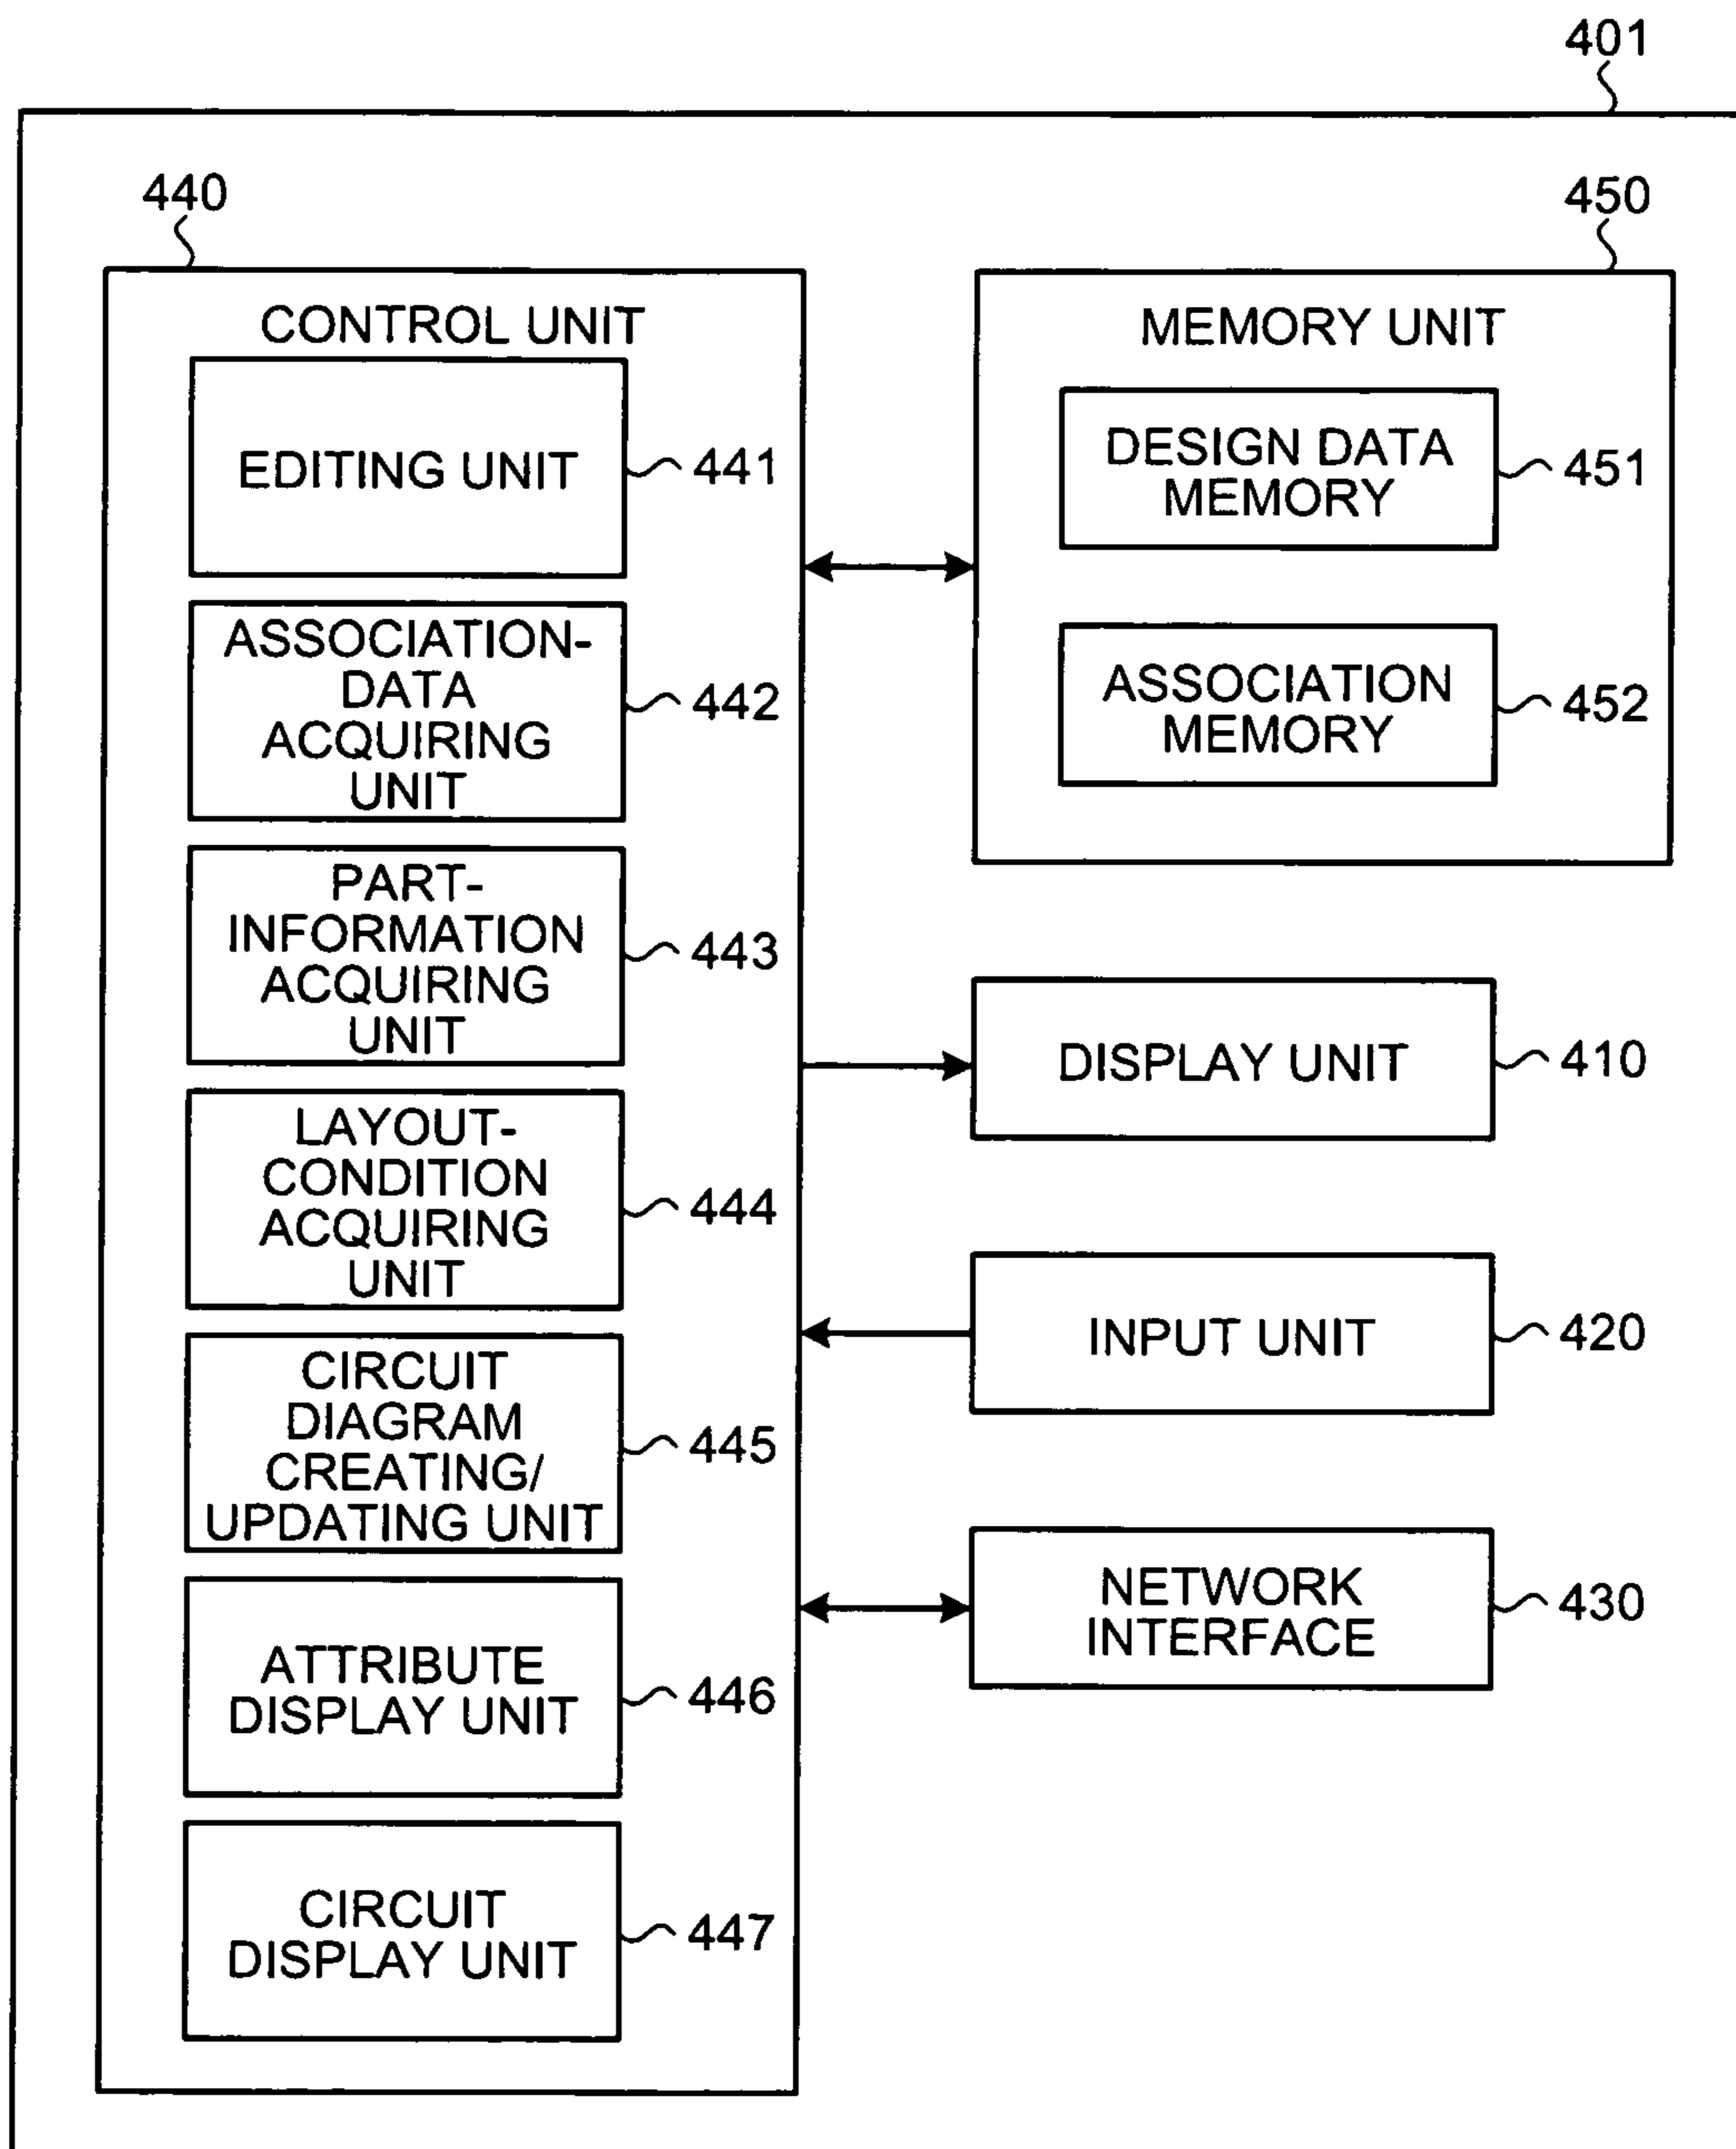 401
440
CONTROL UNIT
EDITING UNIT
441
ASSOCIATION-
DATA
ACQUIRING
UNIT
442
PART-
INFORMATION
ACQUIRING
UNIT
443
LAYOUT-
CONDITION
ACQUIRING
UNIT
444
CIRCUIT
DIAGRAM
CREATING/
UPDATING UNIT
445
ATTRIBUTE
DISPLAY UNIT
446
CIRCUIT
DISPLAY UNIT
447
450
MEMORY UNIT
DESIGN DATA
MEMORY
451
ASSOCIATION
MEMORY
452
DISPLAY UNIT
410
INPUT UNIT
420
NETWORK
INTERFACE
430